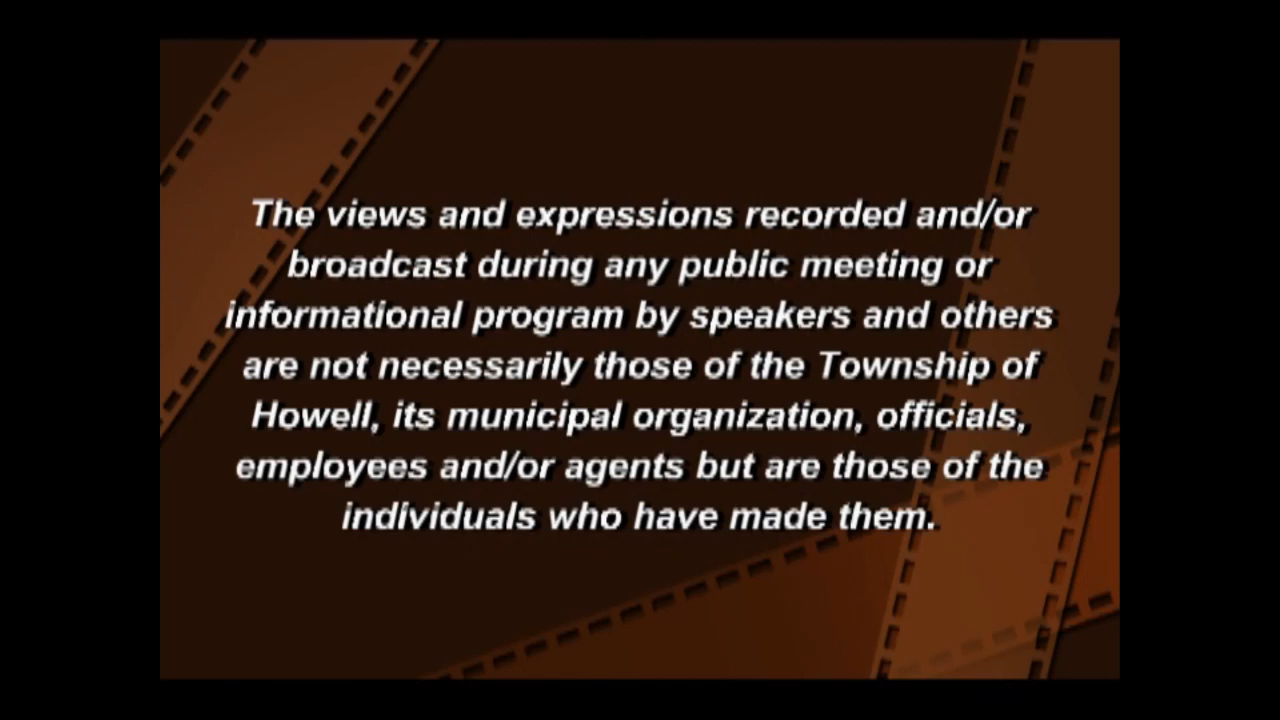 The views and expressions recorded and/or
broadcast during any public meeting or
informational program by speakers and others
are not necessarily those of the Township of
Howell, its municipal organization, officials,
employees and/or agents but are those of the
individuals who have made them.